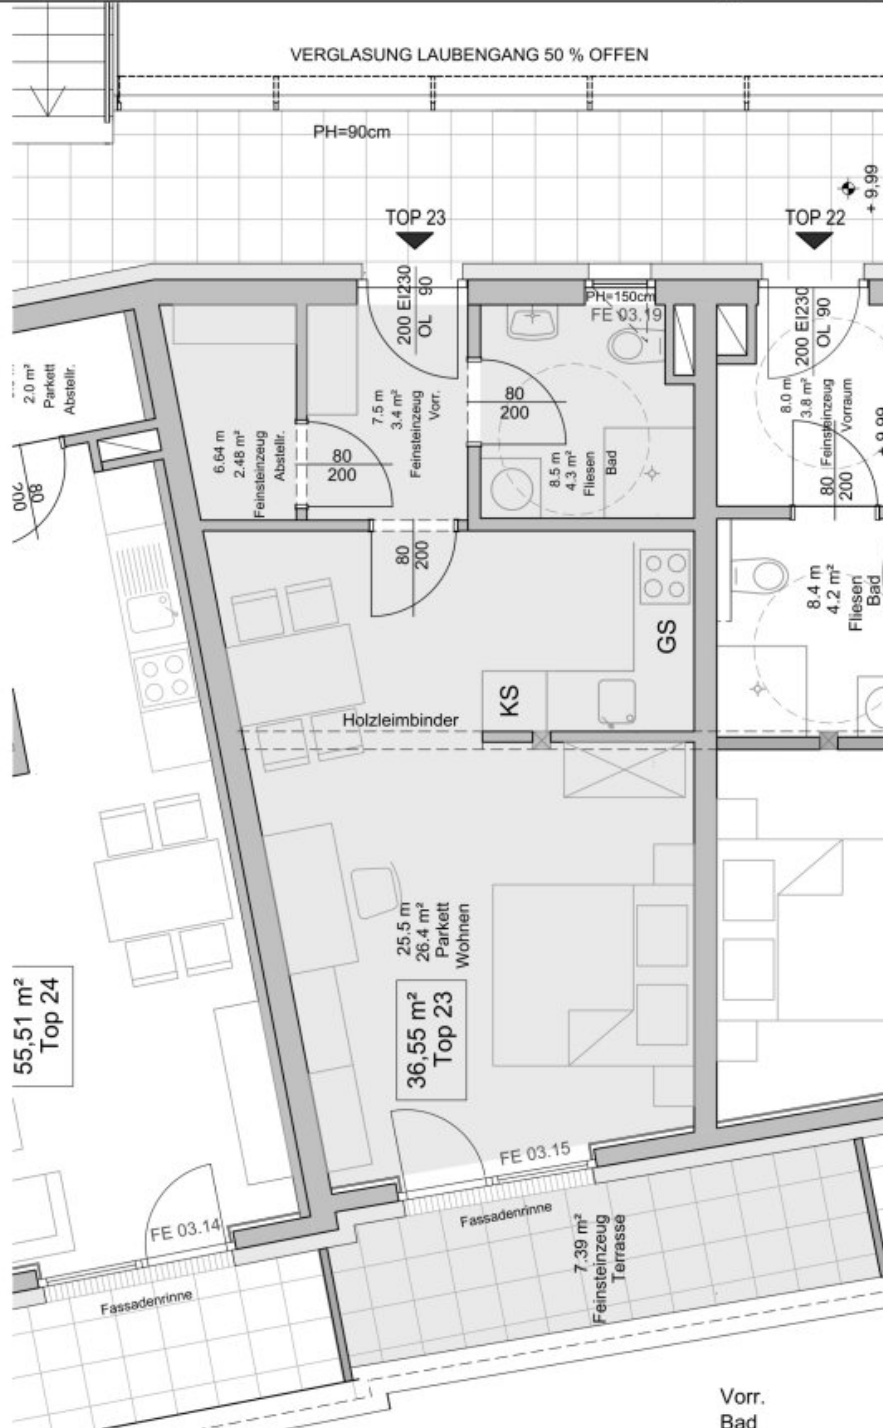 VERGLASUNG LAUBENGANG 50 % OFFEN
PH=90cm
+ 9,99
TOP 23
TOP 22
200 EI230
OL 90
PH=150cm
FE 03.19
200 EI230
OL 90
2.0 m²
Parkett
Abstellr.
6.64 m
2.48 m²
Feinsteinzeug
Abstellr.
7.5 m
3.4 m²
Feinsteinzeug
Vorr.
80
200
80
200
8.5 m
4.3 m²
Fliesen
Bad
8.0 m
3.8 m²
Feinsteinzeug
Vorraum
+ 9,99
80
200
80
200
80
200
8.4 m
4.2 m²
Fliesen
Bad
GS
KS
Holzleimbinder
25.5 m
26.4 m²
Parkett
Wohnen
36,55 m²
Top 23
55,51 m²
Top 24
FE 03.15
FE 03.14
Fassadenrinne
Fassadenrinne
7.39 m²
Feinsteinzeug
Terrasse
Vorr.
Bad